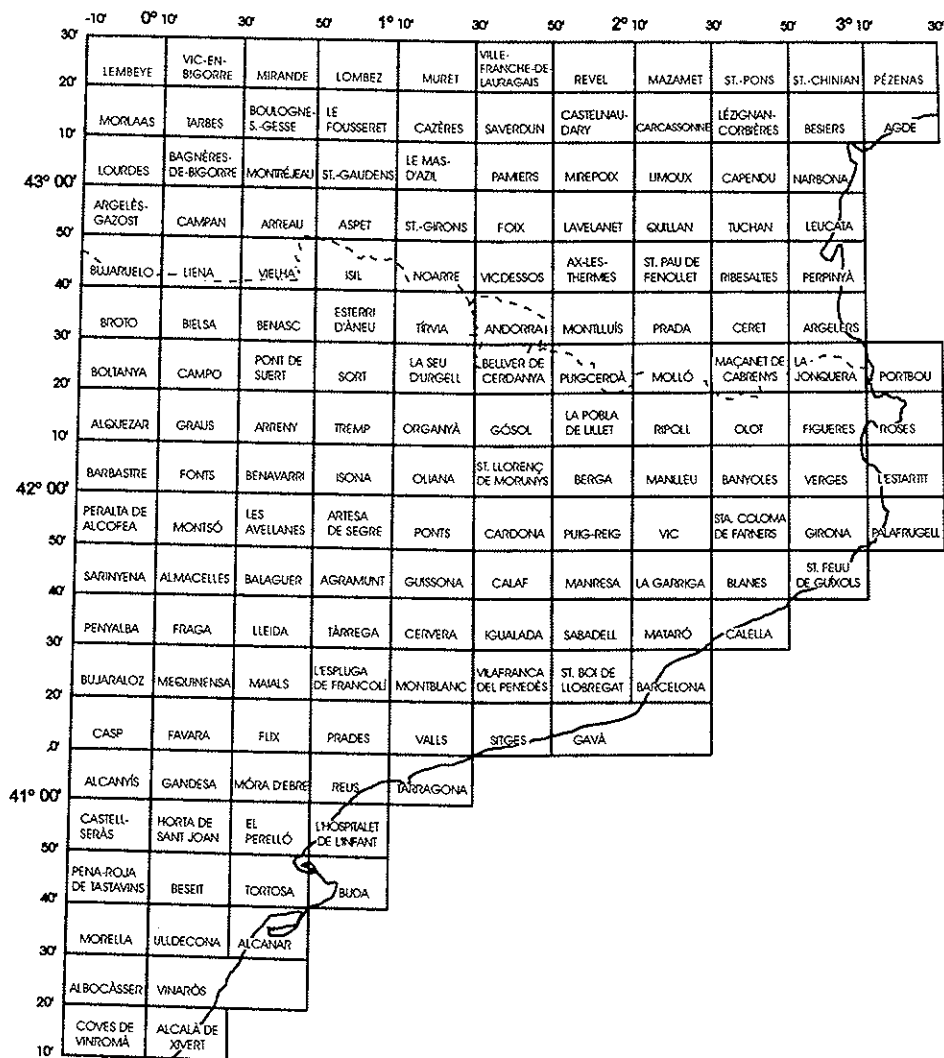 -10' 0° 10' 30' 50' 1° 10' 30' 50' 2° 10' 30' 50' 3° 10' 30'
30'
LEMBEYE
VIC-EN-
BIGORRE
MIRANDE
LOMBEZ
MURET
VILLE-
FRANCHE-DE-
LAURAGAIS
REVEL
MAZAMET
ST.-PONS
ST.-CHINIAN
PÉZENAS
20'
MORLAAS
TARBES
BOULOGNE-
S.-GESSE
LE
FOUSSERET
CAZÈRES
SAVERDUN
CASTELNAU-
DARY
CARCASSONNE
LÉZIGNAN-
CORBIÈRES
BESIERS
AGDE
10'
LOURDES
BAGNÈRES-
DE-BIGORRE
MONTRÉJEAU
ST.-GAUDENS
LE MAS-
D'AZIL
PAMIERS
MIREPOIX
LIMOUX
CAPENDU
NARBONA
43° 00'
ARGELÈS-
GAZOST
CAMPAN
ARREAU
ASPET
ST.-GIRONS
FOIX
LAVELANET
QUILLAN
TUCHAN
LEUCATA
50'
BUJARUELO
LIENA
VIELHA
ISIL
NOARRE
VICDESSOS
AX-LES-
THERMES
ST. PAU DE
FENOLLET
RIBESALTES
PERPINYÀ
40'
BROTO
BIELSA
BENASC
ESTERRI
D'ÀNEU
TÍRVIA
ANDORRA
MONTLLUÍS
PRADA
CERET
ARGELERS
30'
BOLTANYA
CAMPO
PONT DE
SUERT
SORT
LA SEU
D'URGELL
BELLVER DE
CERDANYA
PUIGCERDÀ
MOLLÓ
MAÇANET DE
CABRENYS
LA
JONQUERA
PORTBOU
20'
ALQUEZAR
GRAUS
ARRENY
TREMP
ORGANYÀ
GÓSOL
LA POBLA
DE LILLET
RIPOLL
OLOT
FIGUERES
ROSES
10'
BARBASTRE
FONTS
BENAVARRI
ISONA
OLIANA
ST. LLORENÇ
DE MORUNYS
BERGA
MANLLEU
BANYOLES
VERGES
L'ESTARTIT
42° 00'
PERALTA DE
ALCOFEA
MONTSÓ
LES
AVELLANES
ARTESA
DE SEGRE
PONTS
CARDONA
PUIG-REIG
VIC
STA. COLOMA
DE FARNERS
GIRONA
PALAFRUGELL
50'
SARINYENA
ALMACELLES
BALAGUER
AGRAMUNT
GUISSONA
CALAF
MANRESA
LA GARRIGA
BLANES
ST. FELIU
DE GUÍXOLS
40'
PENYALBA
FRAGA
LLEIDA
TÀRREGA
CERVERA
IGUALADA
SABADELL
MATARÓ
CALELLA
30'
BUJARALOZ
MEQUINENSA
MAIALS
L'ESPLUGA
DE FRANCOLÍ
MONTBLANC
VILAFRANCA
DEL PENEDÈS
ST. BOI DE
LLOBREGAT
BARCELONA
20'
CASP
FAVARA
FLIX
PRADES
VALLS
SITGES
GAVÀ
.0'
ALCANYÍS
GANDESA
MÓRA D'EBRE
REUS
TARRAGONA
41° 00'
CASTELL-
SERÀS
HORTA DE
SANT JOAN
EL
PERELLÓ
L'HOSPITALET
DE L'INFANT
50'
PENA-ROJA
DE TASTAVINS
BESEIT
TORTOSA
BUDA
40'
MORELLA
ULLDECONA
ALCANAR
30'
ALBOCÀSSER
VINARÒS
20'
COVES DE
VINROMÀ
ALCALÀ DE
XIVERT
10'